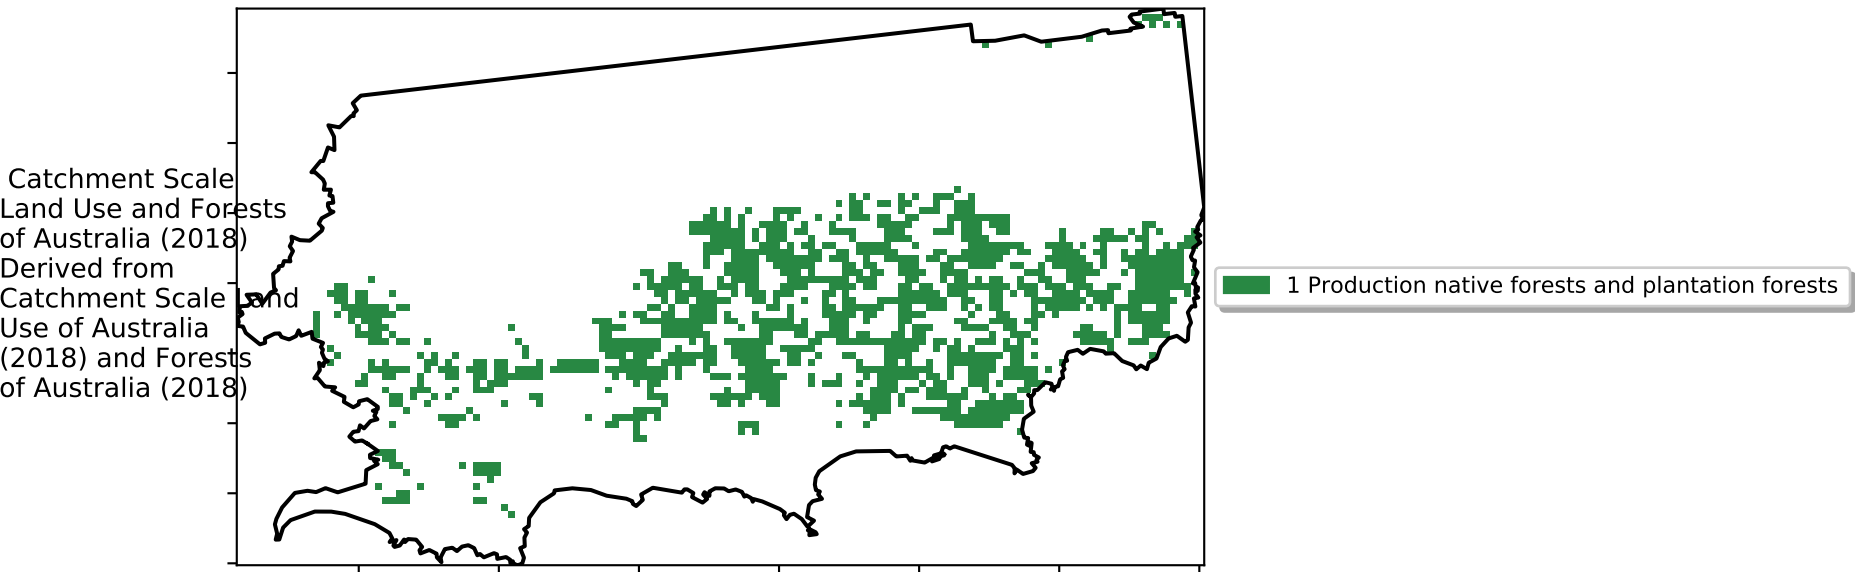 Catchment Scale
Land Use and Forests
of Australia (2018)
Derived from
Catchment Scale Land
Use of Australia
(2018) and Forests
of Australia (2018)
1 Production native forests and plantation forests